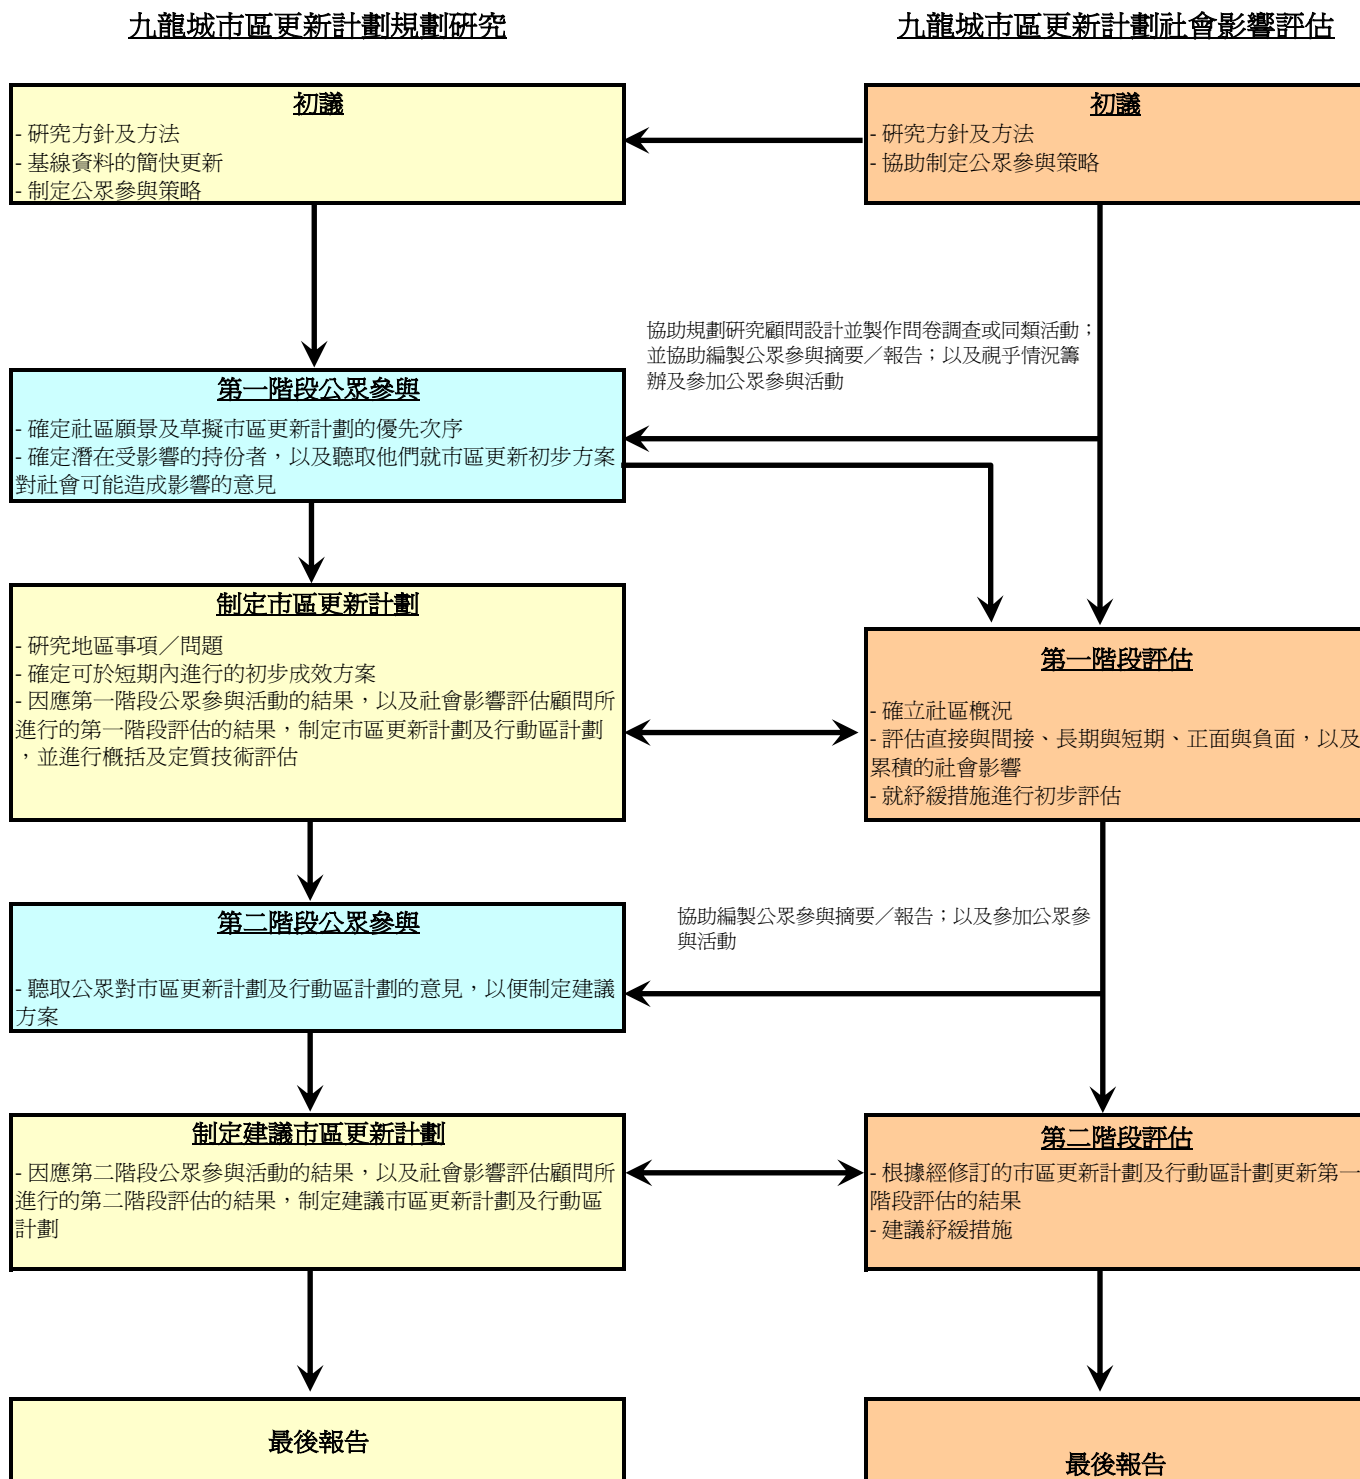 九龍城市區更新計劃規劃研究
九龍城市區更新計劃社會影響評估
初議
- 研究方針及方法
- 基線資料的簡快更新
- 制定公眾參與策略
初議
- 研究方針及方法
- 協助制定公眾參與策略
協助規劃研究顧問設計並製作問卷調查或同類活動；
並協助編製公眾參與摘要／報告；以及視乎情況籌
辦及參加公眾參與活動
第一階段公眾參與
- 確定社區願景及草擬市區更新計劃的優先次序
- 確定潛在受影響的持份者，以及聽取他們就市區更新初步方案
對社會可能造成影響的意見
制定市區更新計劃
- 研究地區事項／問題
- 確定可於短期內進行的初步成效方案
- 因應第一階段公眾參與活動的結果，以及社會影響評估顧問所
進行的第一階段評估的結果，制定市區更新計劃及行動區計劃
，並進行概括及定質技術評估
第一階段評估
- 確立社區概況
- 評估直接與間接、長期與短期、正面與負面，以及
累積的社會影響
- 就紓緩措施進行初步評估
第二階段公眾參與
- 聽取公眾對市區更新計劃及行動區計劃的意見，以便制定建議
方案
協助編製公眾參與摘要／報告；以及參加公眾參
與活動
制定建議市區更新計劃
- 因應第二階段公眾參與活動的結果，以及社會影響評估顧問所
進行的第二階段評估的結果，制定建議市區更新計劃及行動區
計劃
第二階段評估
- 根據經修訂的市區更新計劃及行動區計劃更新第一
階段評估的結果
- 建議紓緩措施
最後報告
最後報告